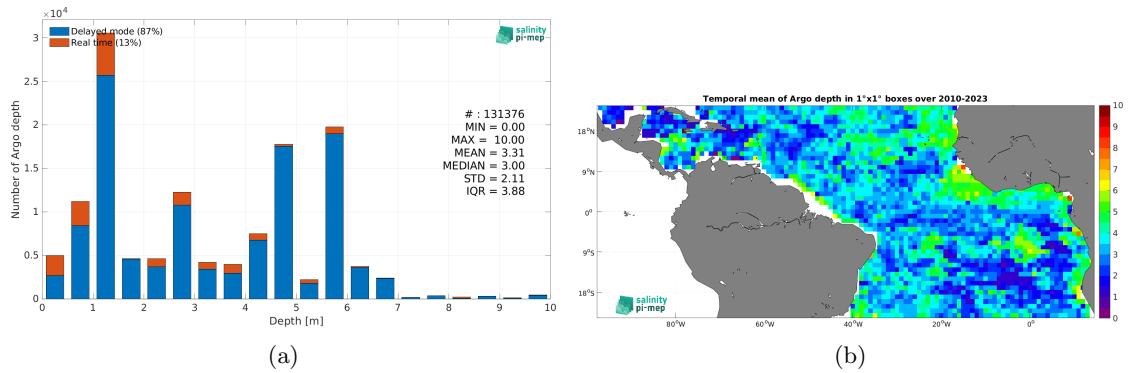 ×10⁴
Delayed mode (87%)
Real time (13%)
salinity
pi-mep
# : 131376
MIN = 0.00
MAX = 10.00
MEAN = 3.31
MEDIAN = 3.00
STD = 2.11
IQR = 3.88
Number of Argo depth
3
2.5
2
1.5
1
0.5
0
0 1 2 3 4 5 6 7 8 9 10
Depth [m]
(a)
Temporal mean of Argo depth in 1°x1° boxes over 2010-2023
18°N
9°N
0°
9°S
18°S
80°W 60°W 40°W 20°W 0°
10
9
8
7
6
5
4
3
2
1
0
salinity
pi-mep
(b)